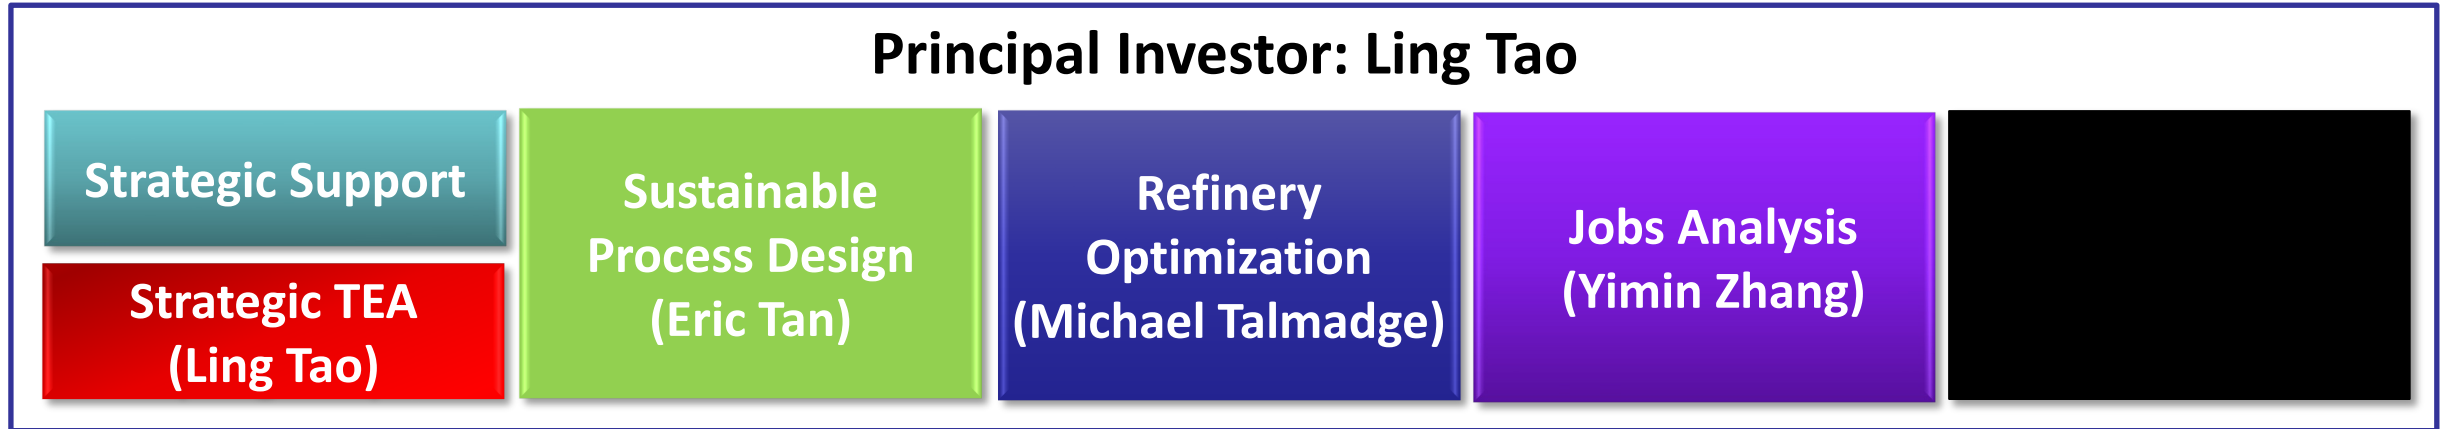 Principal Investor: Ling Tao
Strategic Support
Strategic TEA
(Ling Tao)
Sustainable
Process Design
(Eric Tan)
Refinery
Optimization
(Michael Talmadge)
Jobs Analysis
(Yimin Zhang)